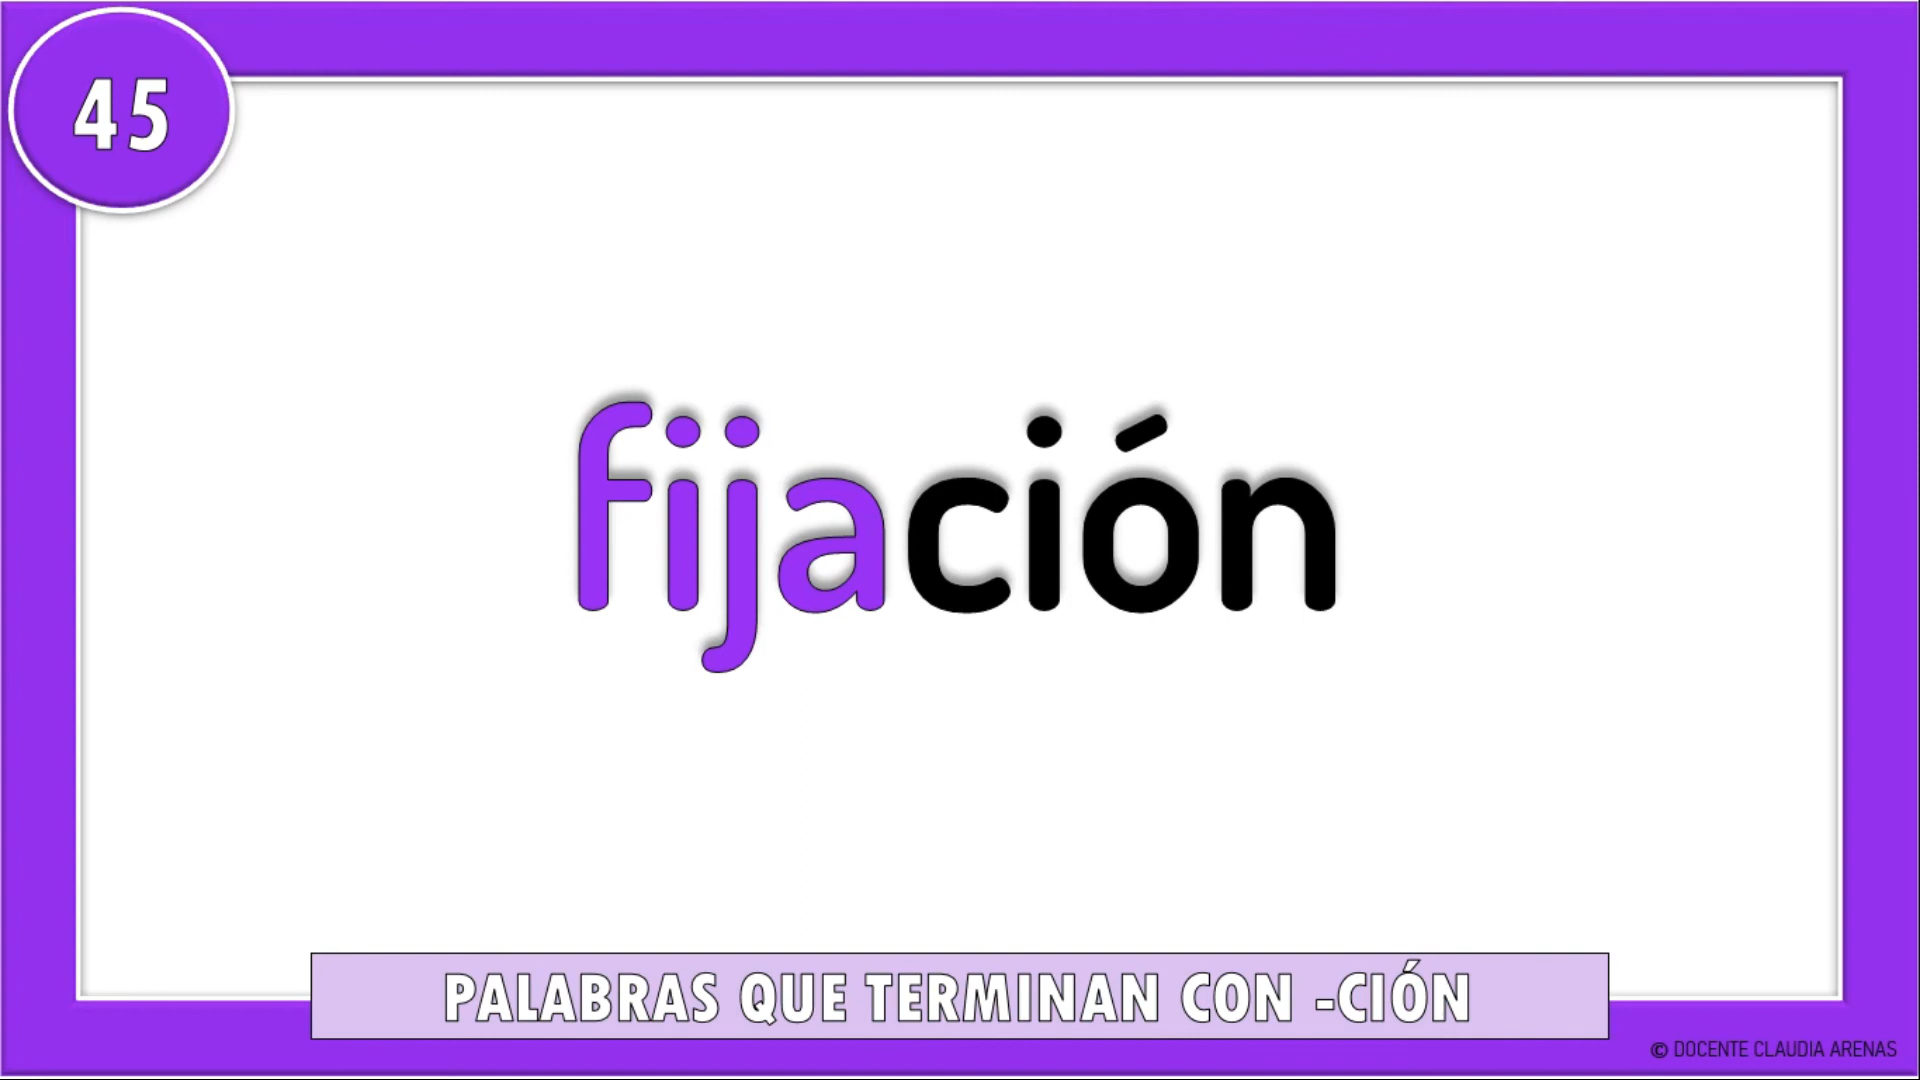 45
fijación
PALABRAS QUE TERMINAN CON -CIÓN
© DOCENTE CLAUDIA ARENAS